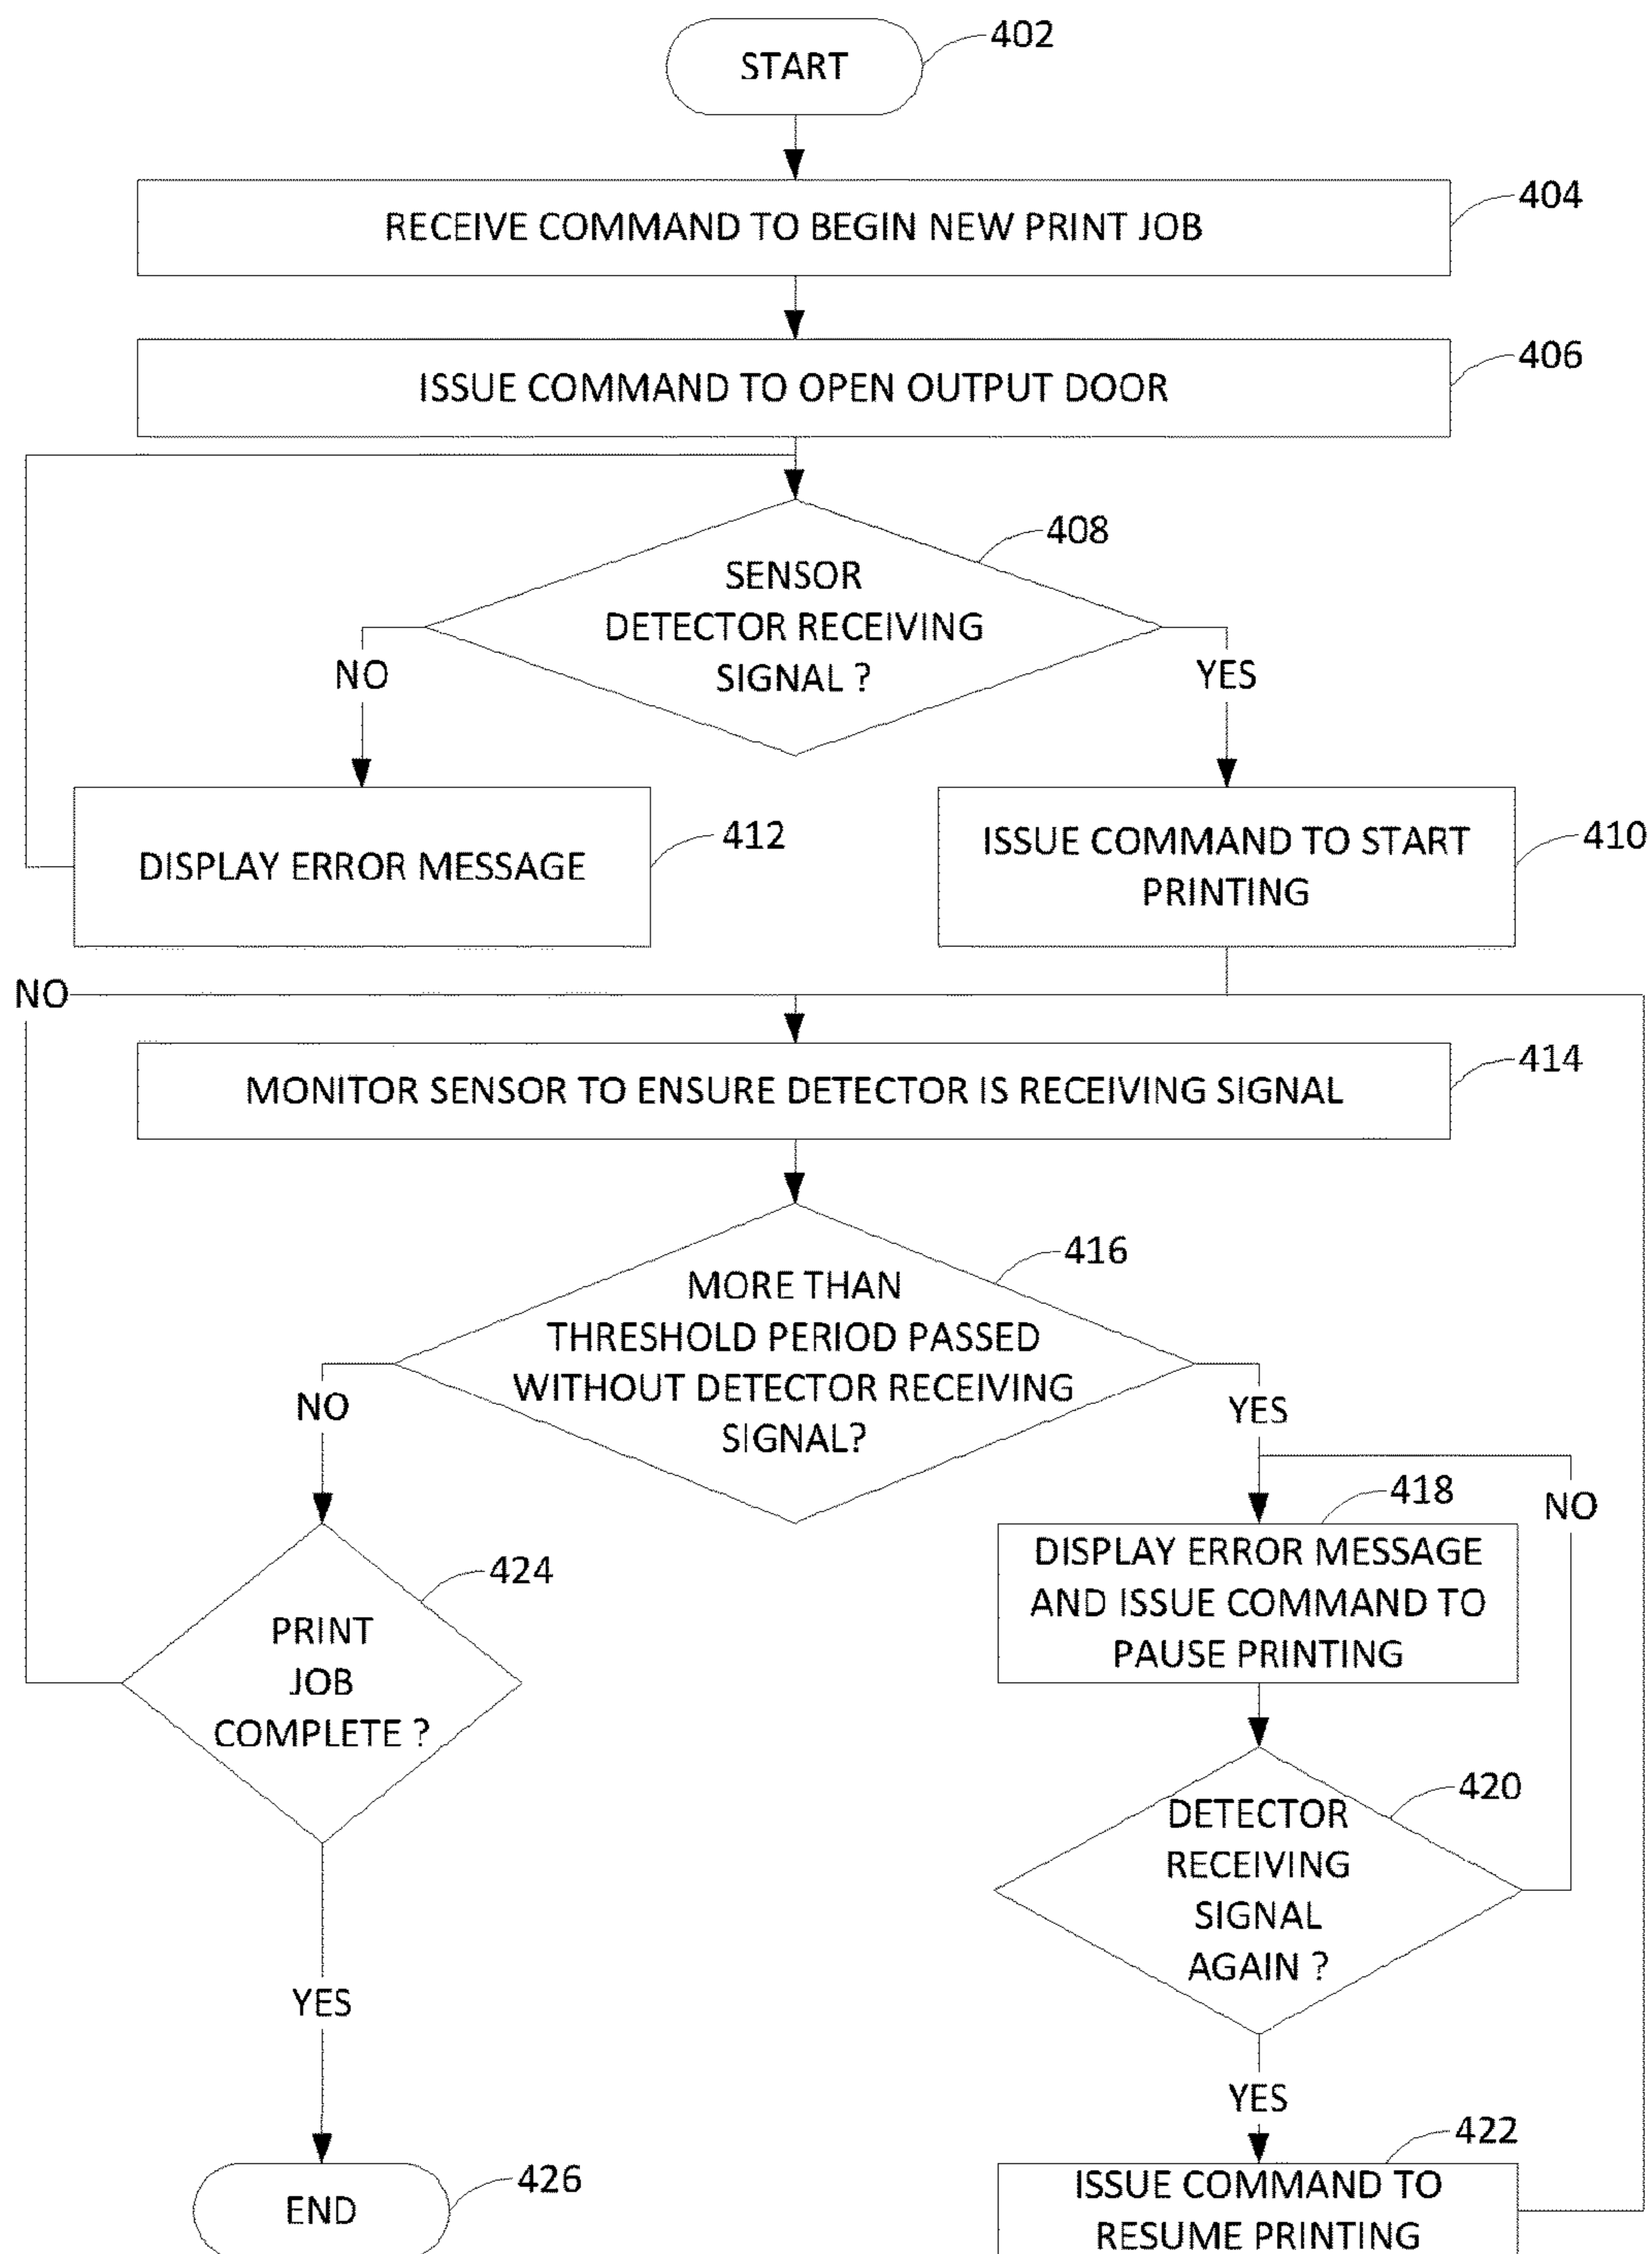 START
402
RECEIVE COMMAND TO BEGIN NEW PRINT JOB
404
ISSUE COMMAND TO OPEN OUTPUT DOOR
406
408
SENSOR
DETECTOR RECEIVING
SIGNAL ?
NO
YES
DISPLAY ERROR MESSAGE
412
ISSUE COMMAND TO START
PRINTING
410
NO
MONITOR SENSOR TO ENSURE DETECTOR IS RECEIVING SIGNAL
414
416
MORE THAN
THRESHOLD PERIOD PASSED
WITHOUT DETECTOR RECEIVING
SIGNAL?
NO
YES
418
NO
DISPLAY ERROR MESSAGE
AND ISSUE COMMAND TO
PAUSE PRINTING
424
PRINT
JOB
COMPLETE ?
420
DETECTOR
RECEIVING
SIGNAL
AGAIN ?
YES
YES
422
ISSUE COMMAND TO
RESUME PRINTING
END
426